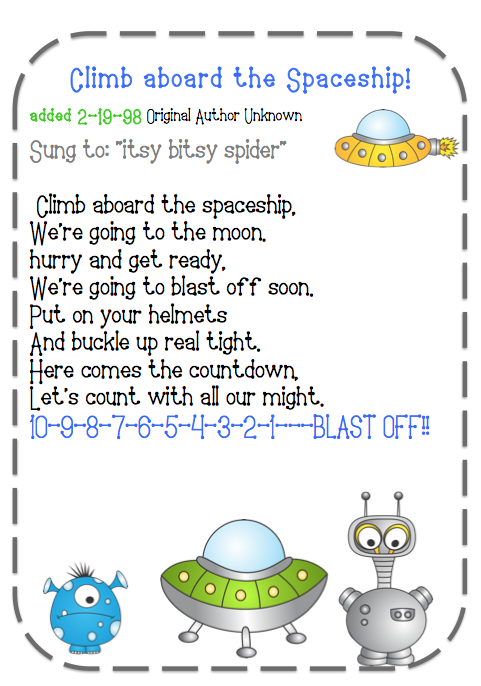 Climb aboard the Spaceship!
added 2-19-98 Original Author Unknown
Sung to: "itsy bitsy spider"
Climb aboard the spaceship,
We're going to the moon.
hurry and get ready,
We're going to blast off soon.
Put on your helmets
And buckle up real tight.
Here comes the countdown,
Let's count with all our might.
10-9-8-7-6-5-4-3-2-1---BLAST OFF!!